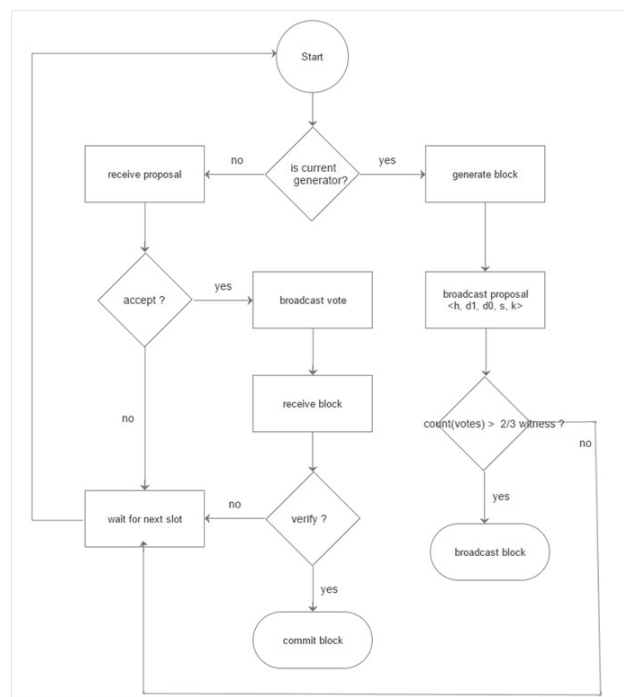 Start
is current
generator?
no
yes
receive proposal
generate block
accept ?
yes
broadcast vote
broadcast proposal
<h, d1, d0, s, k>
receive block
count(votes) > 2/3 witness ?
no
no
yes
wait for next slot
no
verify ?
broadcast block
yes
commit block